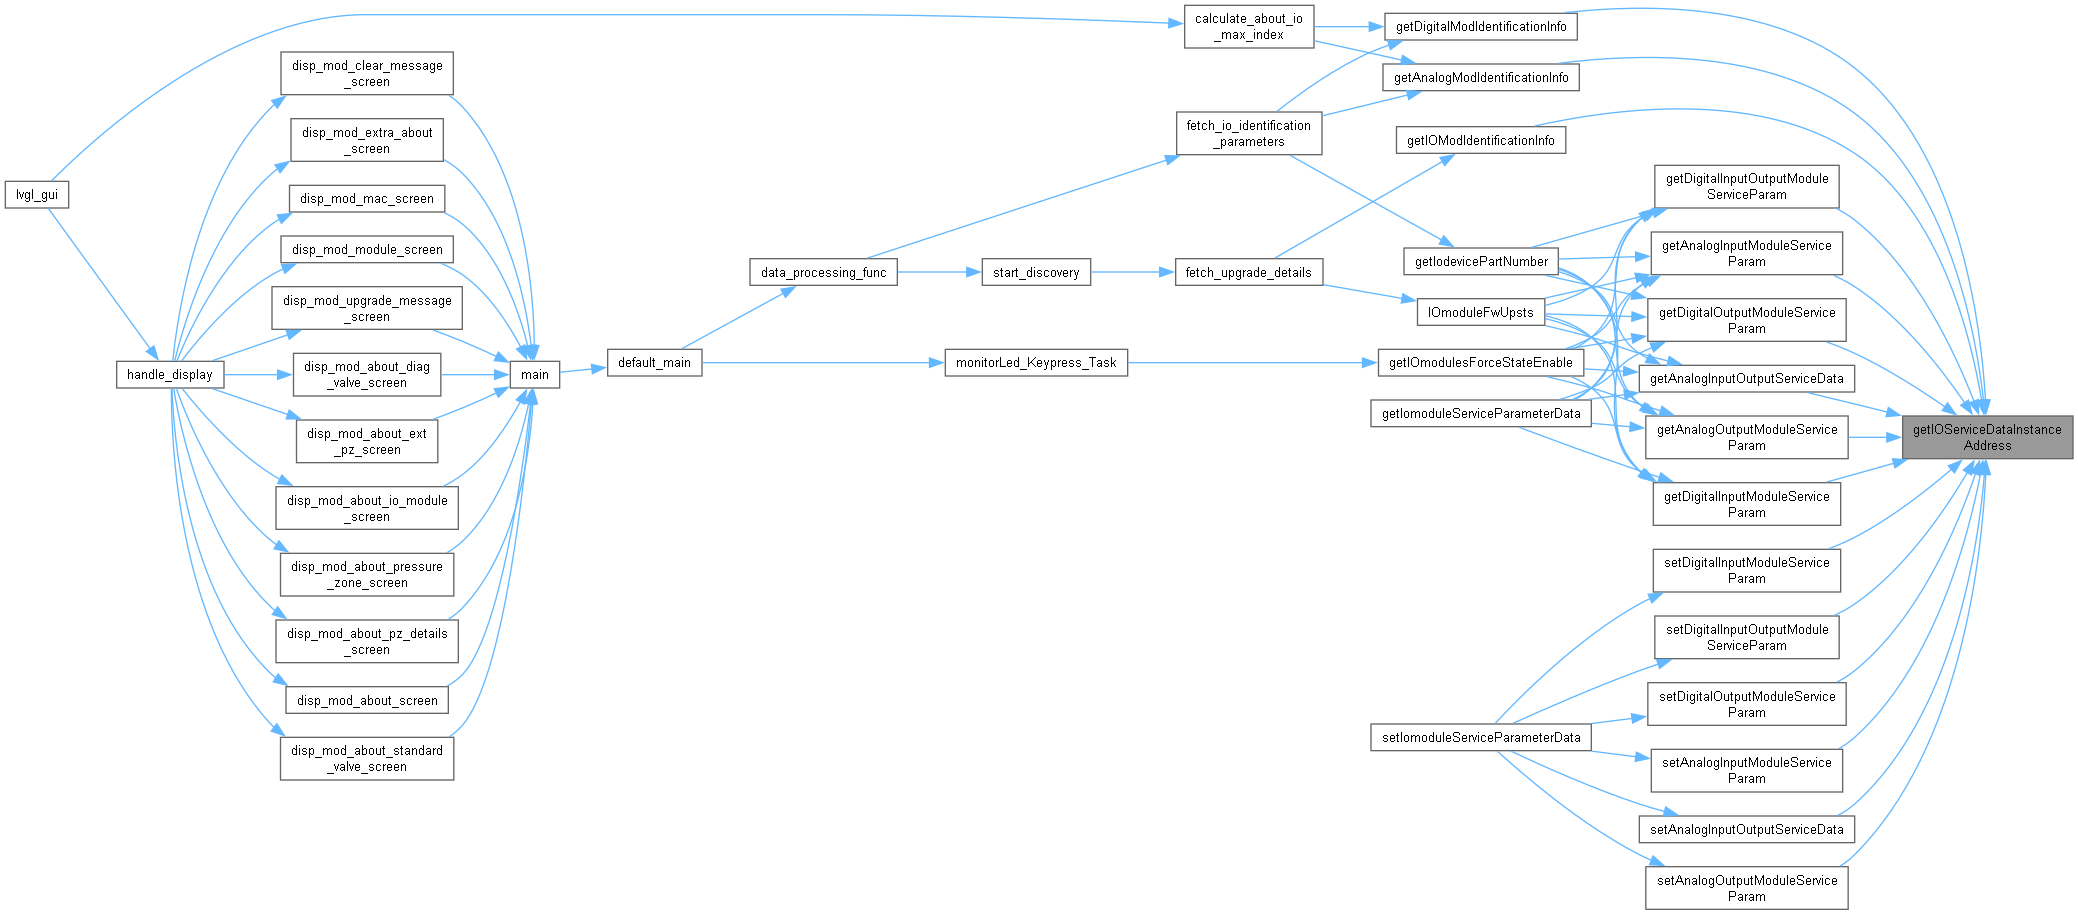 lvgl_gui
handle_display
disp_mod_clear_message
_screen
disp_mod_extra_about
_screen
disp_mod_mac_screen
disp_mod_module_screen
disp_mod_upgrade_message
_screen
disp_mod_about_diag
_valve_screen
disp_mod_about_ext
_pz_screen
disp_mod_about_io_module
_screen
disp_mod_about_pressure
_zone_screen
disp_mod_about_pz_details
_screen
disp_mod_about_screen
disp_mod_about_standard
_valve_screen
main
default_main
data_processing_func
monitorLed_Keypress_Task
start_discovery
calculate_about_io
_max_index
fetch_io_identification
_parameters
fetch_upgrade_details
getDigitalModIdentificationInfo
getAnalogModIdentificationInfo
getIOModIdentificationInfo
getIodevicePartNumber
IOmoduleFwUpsts
getIOmodulesForceStateEnable
getIomoduleServiceParameterData
setIomoduleServiceParameterData
getDigitalInputOutputModule
ServiceParam
getAnalogInputModuleService
Param
getDigitalOutputModuleService
Param
getAnalogInputOutputServiceData
getAnalogOutputModuleService
Param
getDigitalInputModuleService
Param
setDigitalInputModuleService
Param
setDigitalInputOutputModule
ServiceParam
setDigitalOutputModuleService
Param
setAnalogInputModuleService
Param
setAnalogInputOutputServiceData
setAnalogOutputModuleService
Param
getIOServiceDataInstance
Address